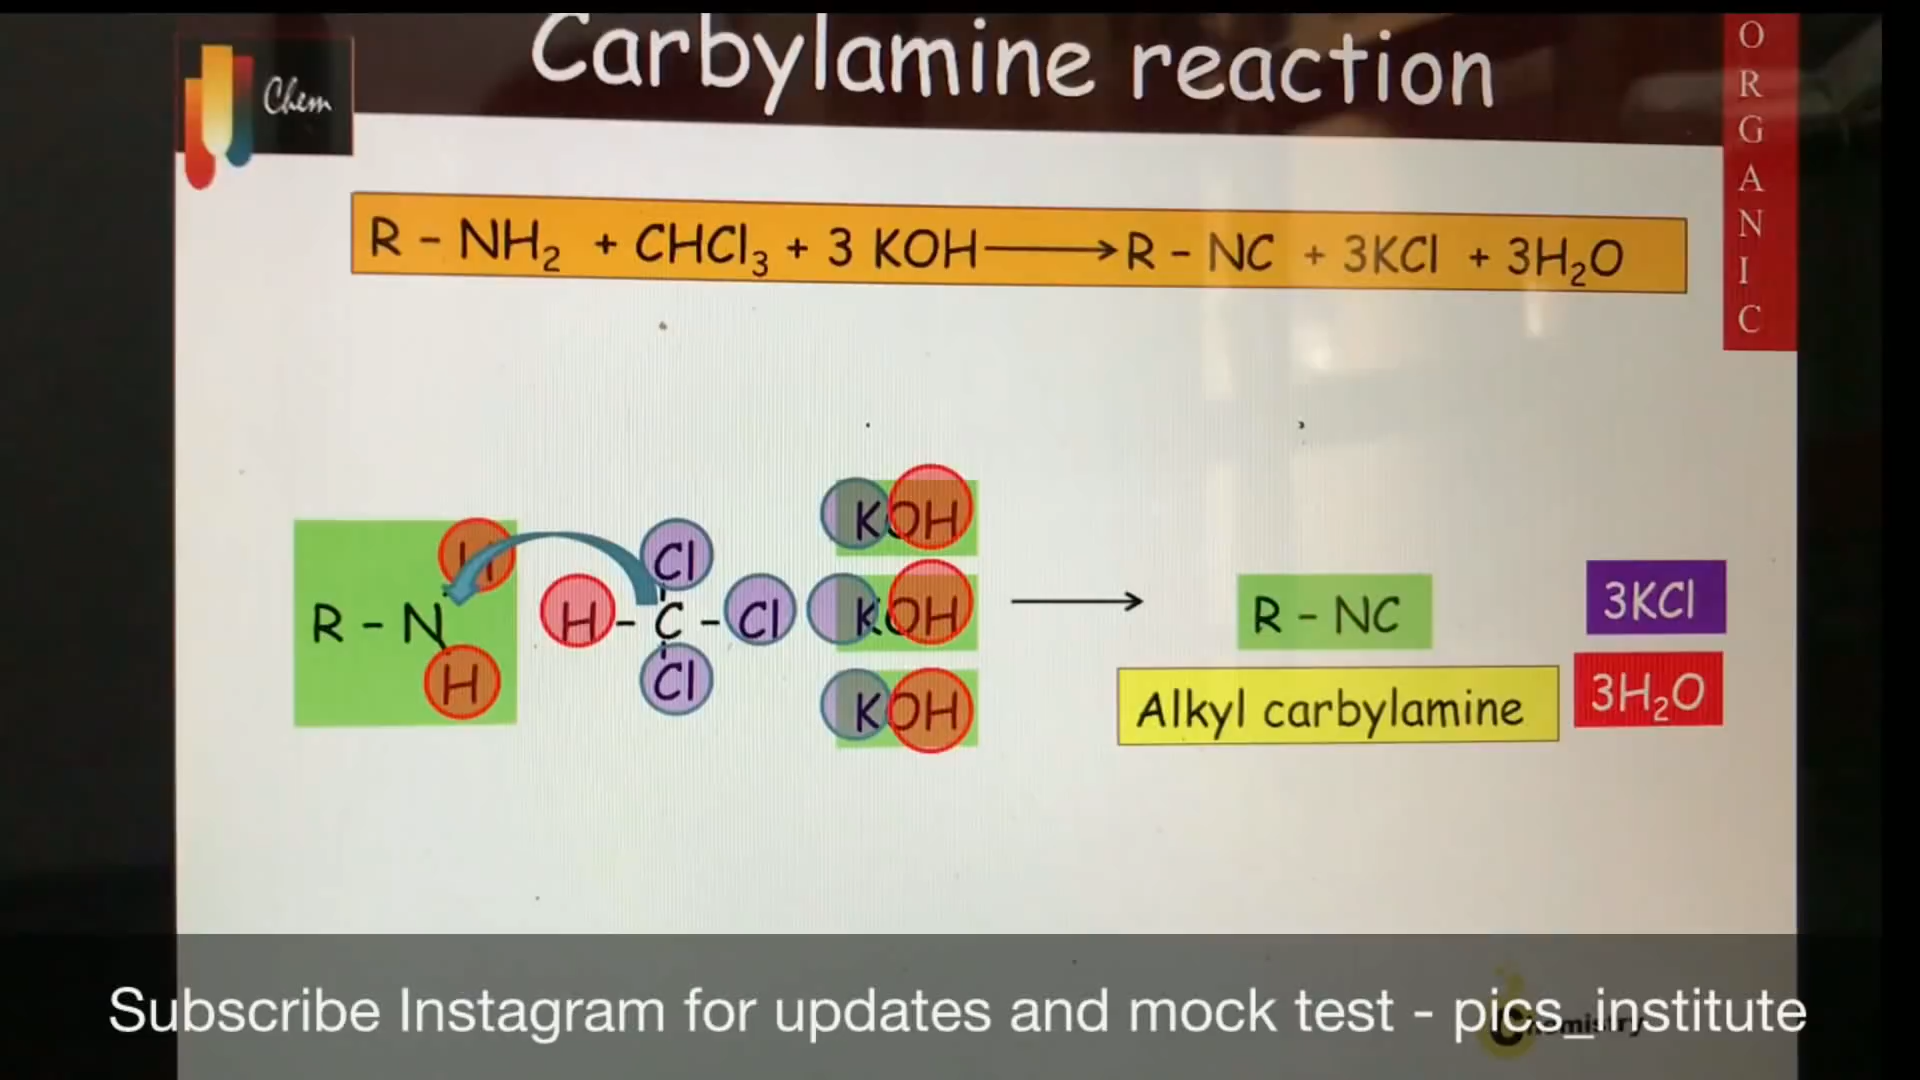 Carbylamine reaction
Chem
O
R
G
A
N
I
C
R - NH₂ + CHCl₃ + 3 KOH ⟶ R - NC + 3KCl + 3H₂O
H
Cl
KOH
R - N
H - C - Cl
KOH
H
Cl
KOH
R - NC
3KCl
Alkyl carbylamine
3H₂O
Subscribe Instagram for updates and mock test - pics_institute
Chemistry